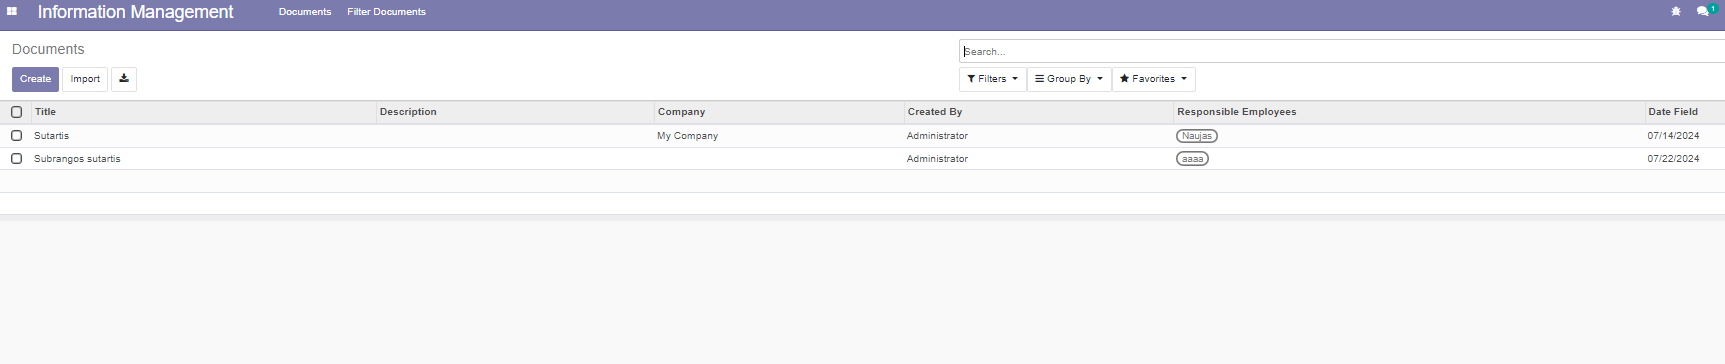 Information Management Documents Filter Documents 1
Documents
Search...
Create Import Filters Group By Favorites
Title Description Company Created By Responsible Employees Date Field
Sutartis My Company Administrator Naujas 07/14/2024
Subrangos sutartis Administrator aaaa 07/22/2024